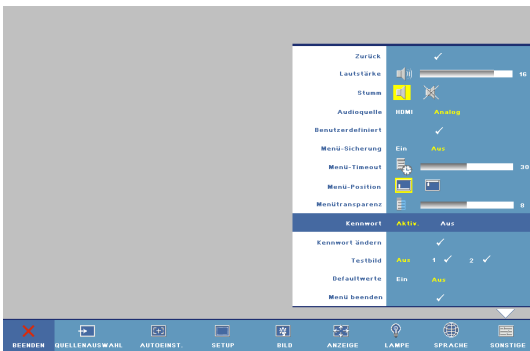 Zurück
Lautstärke 16
Stumm
Audioquelle HDMI Analog
Benutzerdefiniert
Menü-Sicherung Ein Aus
Menü-Timeout 30
Menü-Position
Menütransparenz 8
Kennwort Aktiv. Aus
Kennwort ändern
Testbild Aus 1 2
Defaultwerte Ein Aus
Menü beenden
BEENDEN QUELLENAUSWAHL AUTOEINST. SETUP BILD ANZEIGE LAMPE SPRACHE SONSTIGE